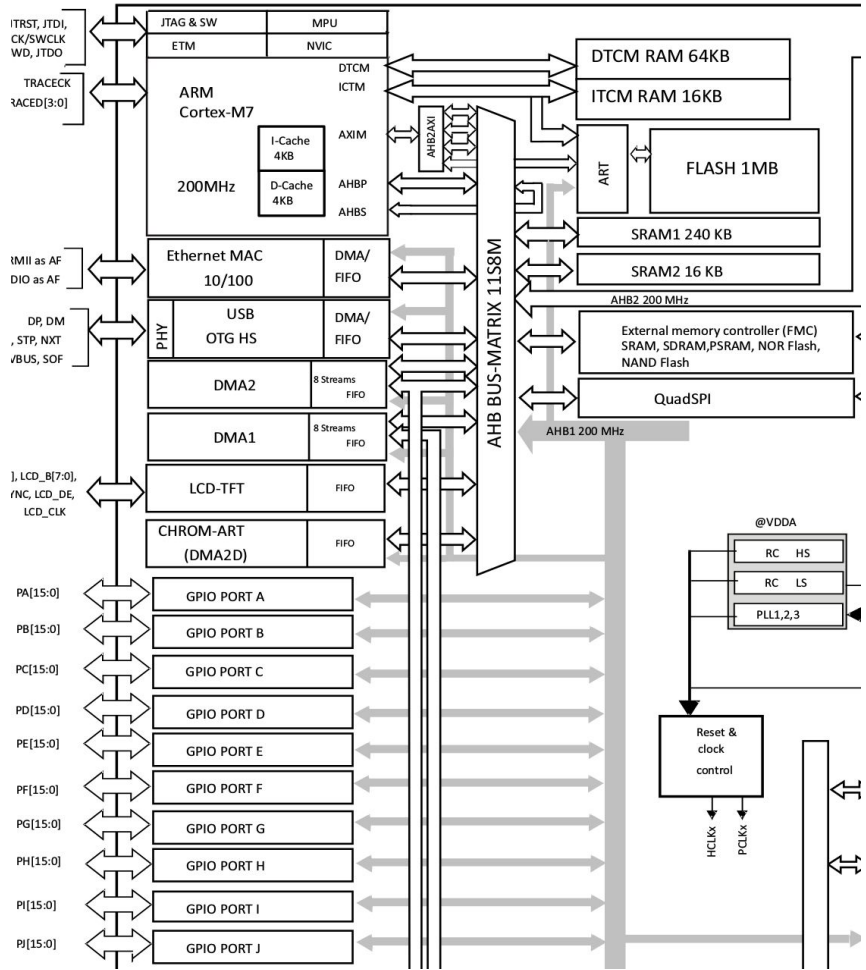 JTRST, JTDI,
CK/SWCLK
WD, JTDO
JTAG & SW
MPU
ETM
NVIC
TRACECK
RACED[3:0]
ARM
Cortex-M7
200MHz
I-Cache
4KB
D-Cache
4KB
DTCM
ICTM
AXIM
AHBP
AHBS
AHB2AXI
DTCM RAM 64KB
ITCM RAM 16KB
ART
FLASH 1MB
SRAM1 240 KB
SRAM2 16 KB
AHB2 200 MHz
External memory controller (FMC)
SRAM, SDRAM,PSRAM, NOR Flash,
NAND Flash
QuadSPI
AHB1 200 MHz
AHB BUS-MATRIX 11S8M
RMII as AF
DIO as AF
Ethernet MAC
10/100
DMA/
FIFO
DP, DM
, STP, NXT
VBUS, SOF
PHY
USB
OTG HS
DMA/
FIFO
DMA2
8 Streams
FIFO
DMA1
8 Streams
FIFO
], LCD_B[7:0],
YNC, LCD_DE,
LCD_CLK
LCD-TFT
FIFO
CHROM-ART
(DMA2D)
FIFO
PA[15:0]
GPIO PORT A
PB[15:0]
GPIO PORT B
PC[15:0]
GPIO PORT C
PD[15:0]
GPIO PORT D
PE[15:0]
GPIO PORT E
PF[15:0]
GPIO PORT F
PG[15:0]
GPIO PORT G
PH[15:0]
GPIO PORT H
PI[15:0]
GPIO PORT I
PJ[15:0]
GPIO PORT J
@VDDA
RC HS
RC LS
PLL1,2,3
Reset &
clock
control
HCLKx
PCLKx